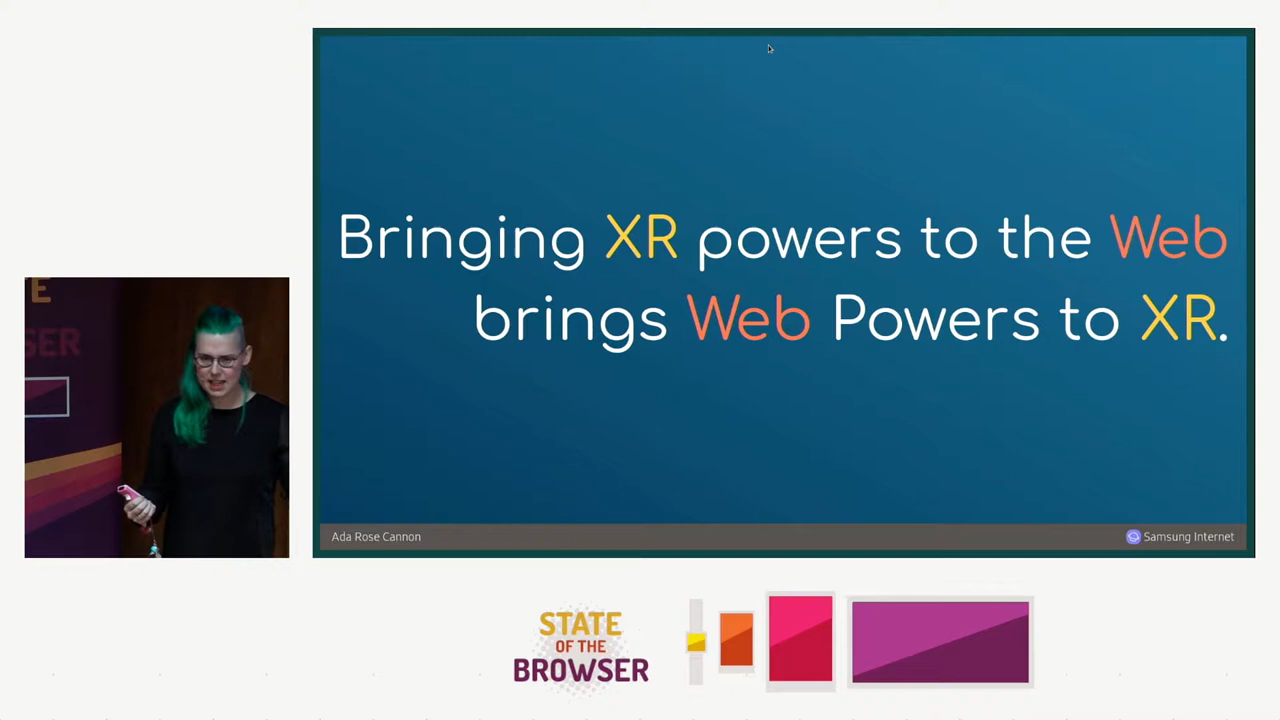 Bringing XR powers to the Web
brings Web Powers to XR.
E
SER
Ada Rose Cannon
Samsung Internet
STATE
OF THE
BROWSER